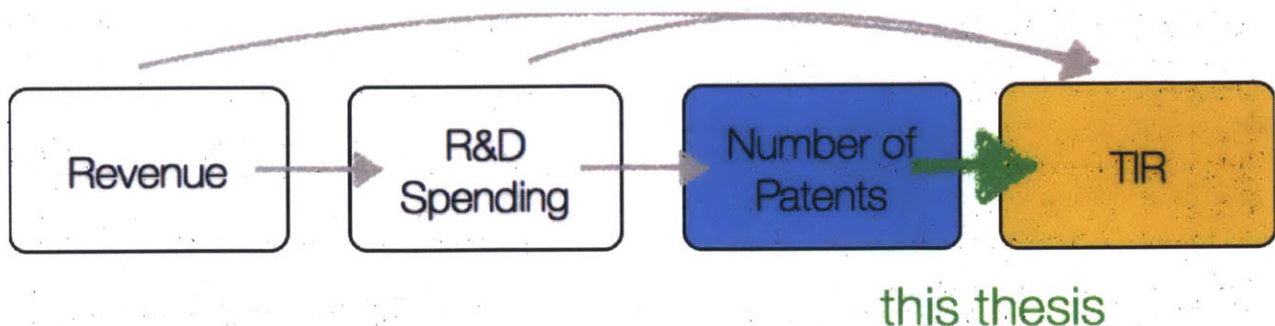 Revenue
R&D
Spending
Number of
Patents
TIR
this thesis